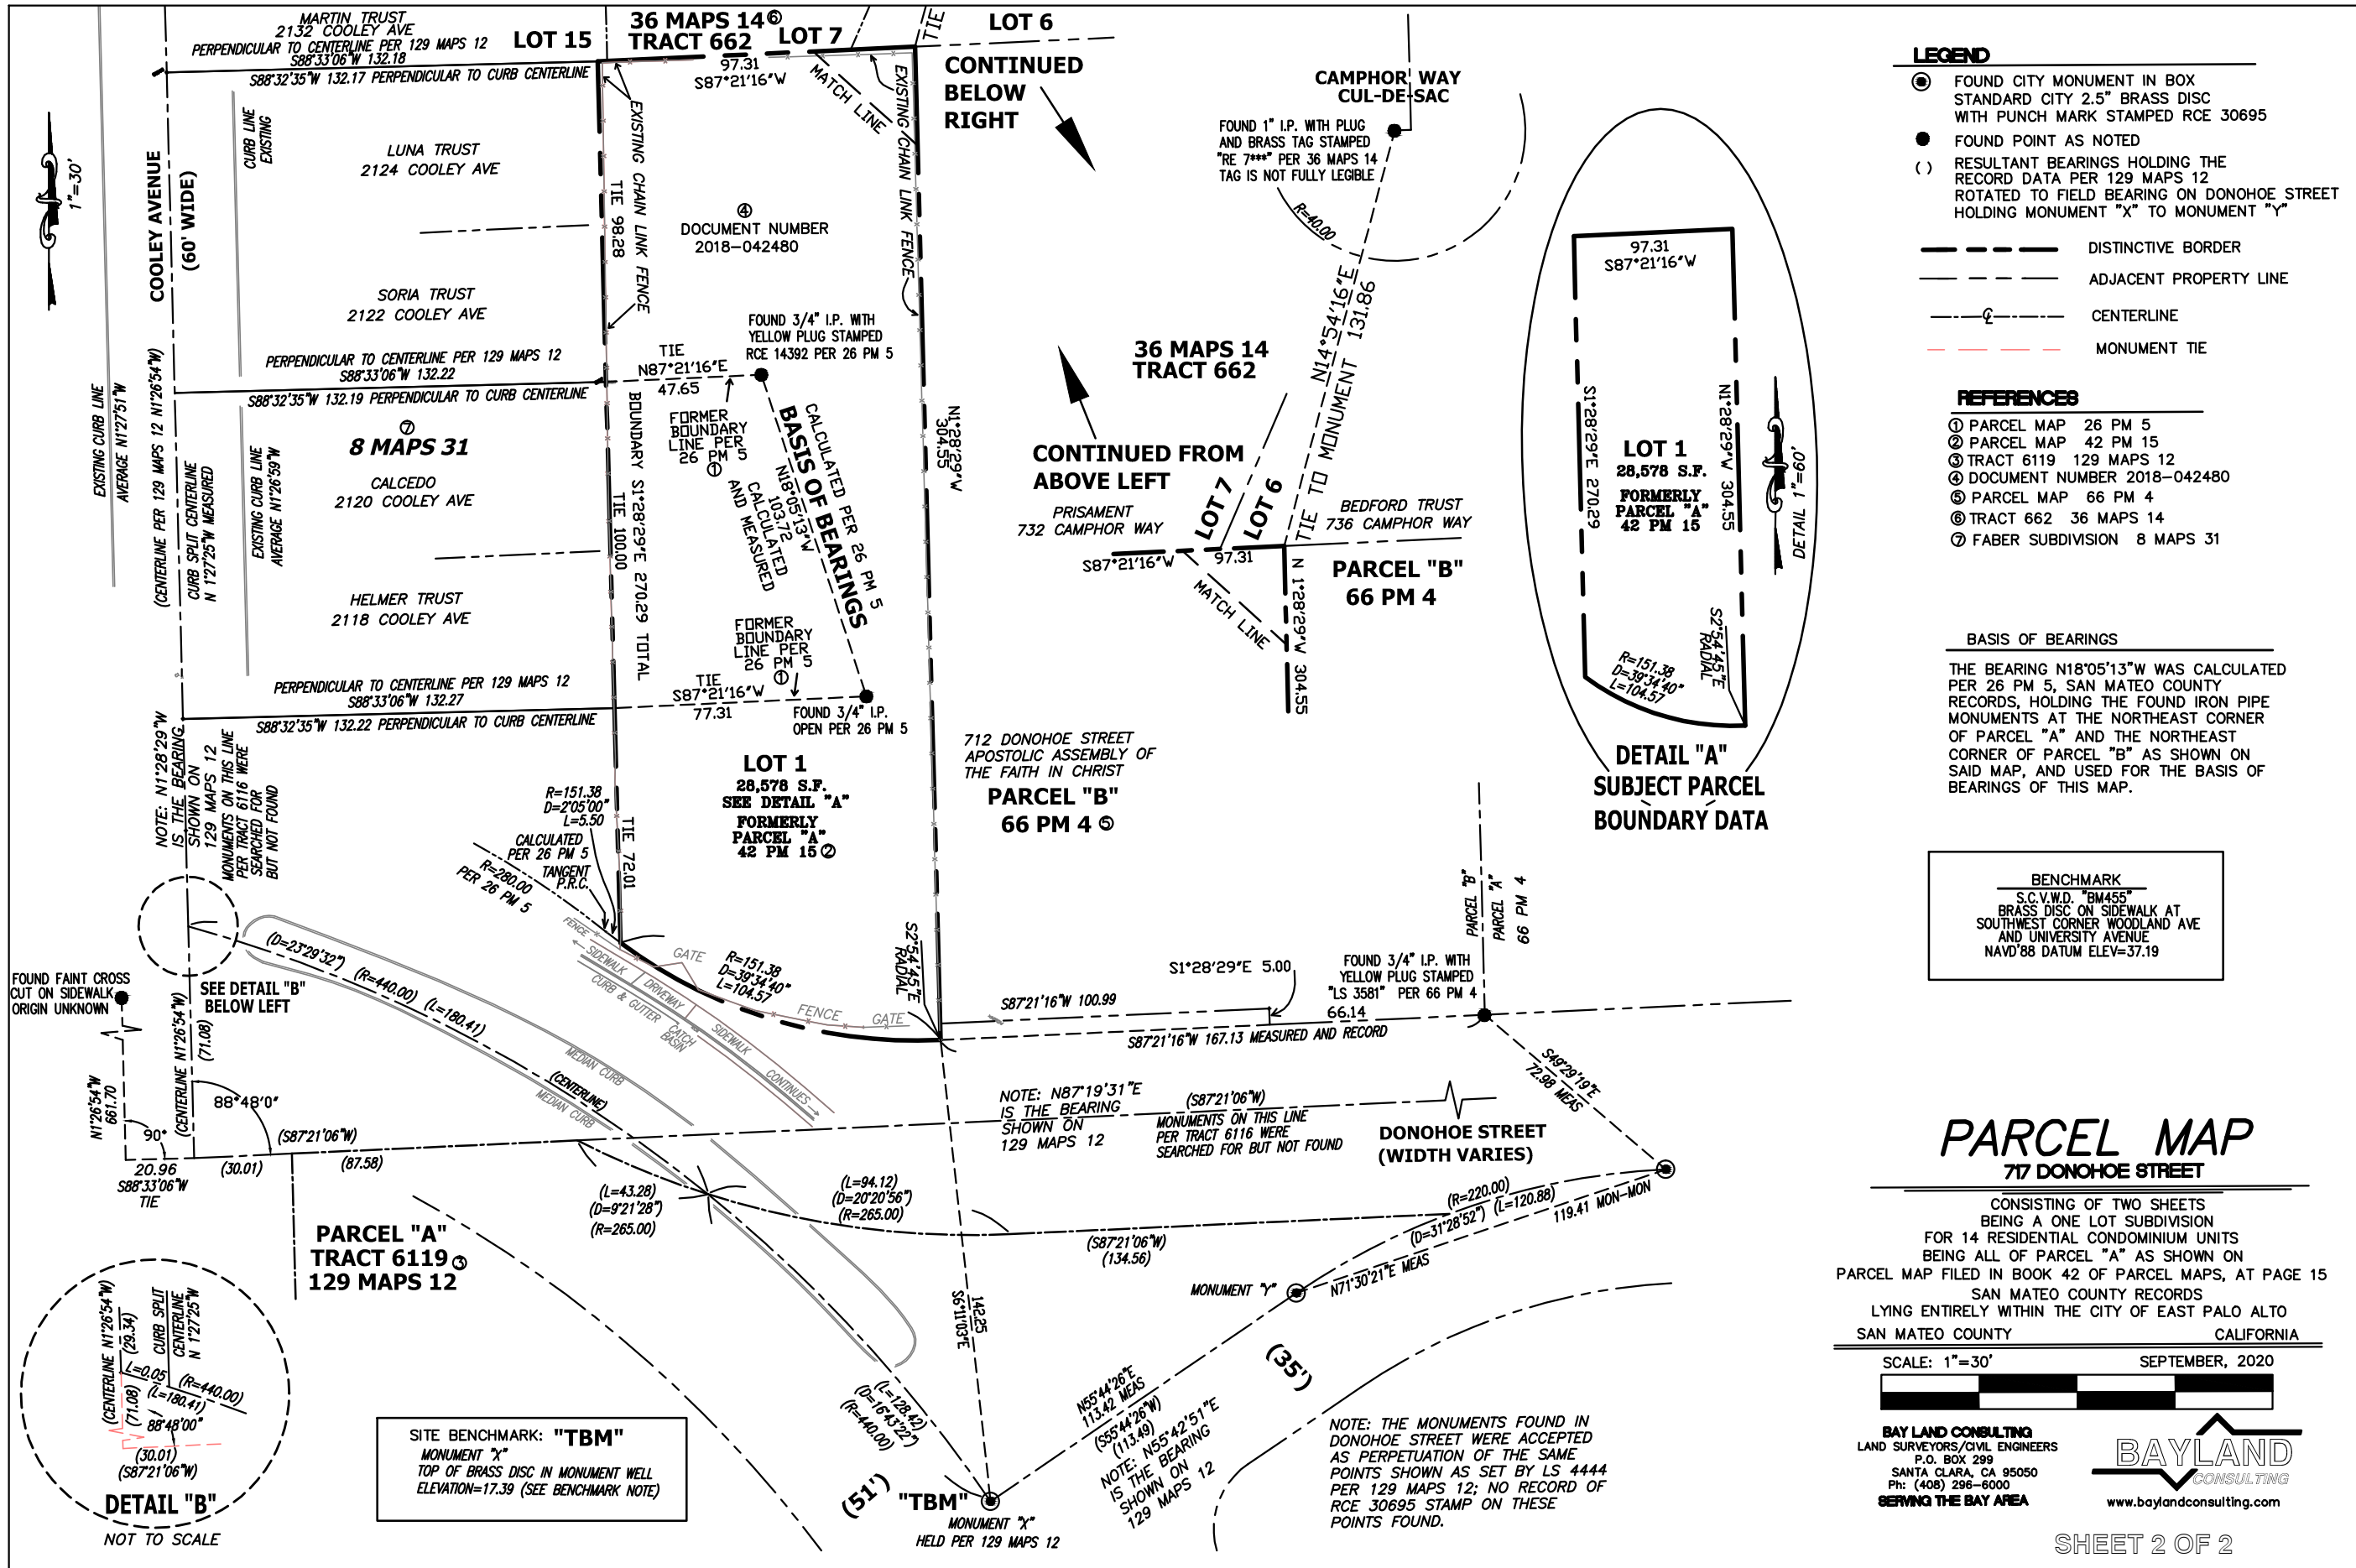 MARTIN TRUST
2132 COOLEY AVE
PERPENDICULAR TO CENTERLINE PER 129 MAPS 12
S88°33'06"W 132.18
S88°32'35"W 132.17 PERPENDICULAR TO CURB CENTERLINE
LOT 15
36 MAPS 14 ⑥
TRACT 662
LOT 7
TIE
LOT 6
97.31
S87°21'16"W
MATCH LINE
CONTINUED
BELOW
RIGHT
1"=30'
COOLEY AVENUE
(60' WIDE)
CURB LINE
EXISTING
LUNA TRUST
2124 COOLEY AVE
SORIA TRUST
2122 COOLEY AVE
EXISTING CHAIN LINK FENCE
TIE 98.28
④
DOCUMENT NUMBER
2018-042480
EXISTING CHAIN LINK FENCE
PERPENDICULAR TO CENTERLINE PER 129 MAPS 12
S88°33'06"W 132.22
S88°32'35"W 132.19 PERPENDICULAR TO CURB CENTERLINE
FOUND 3/4" I.P. WITH
YELLOW PLUG STAMPED
RCE 14392 PER 26 PM 5
TIE
N87°21'16"E
47.65
FORMER
BOUNDARY
LINE PER
26 PM 5
①
BASIS OF BEARINGS
CALCULATED PER 26 PM 5
N18°05'13"W
103.72
CALCULATED
AND MEASURED
N1°28'29"W
304.55
EXISTING CURB LINE
AVERAGE N1°27'51"W
(CENTERLINE PER 129 MAPS 12 N1°26'54"W)
CURB SPLIT CENTERLINE
N 1°27'25"W MEASURED
EXISTING CURB LINE
AVERAGE N1°26'59"W
⑦
8 MAPS 31
CALCEDO
2120 COOLEY AVE
HELMER TRUST
2118 COOLEY AVE
BOUNDARY S1°28'29"E 270.29 TOTAL
TIE 100.00
FORMER
BOUNDARY
LINE PER
26 PM 5
①
TIE
S87°21'16"W
77.31
FOUND 3/4" I.P.
OPEN PER 26 PM 5
PERPENDICULAR TO CENTERLINE PER 129 MAPS 12
S88°33'06"W 132.27
S88°32'35"W 132.22 PERPENDICULAR TO CURB CENTERLINE
NOTE: N1°28'29"W
IS THE BEARING
SHOWN ON
129 MAPS 12
MONUMENTS ON THIS LINE
PER TRACT 6116 WERE
SEARCHED FOR
BUT NOT FOUND
LOT 1
28,578 S.F.
SEE DETAIL "A"
FORMERLY
PARCEL "A"
42 PM 15 ②
R=151.38
D=2°05'00"
L=5.50
CALCULATED
PER 26 PM 5
TANGENT
P.R.C.
TIE 72.01
R=280.00
PER 26 PM 5
712 DONOHOE STREET
APOSTOLIC ASSEMBLY OF
THE FAITH IN CHRIST
PARCEL "B"
66 PM 4 ⑤
CAMPHOR WAY
CUL-DE-SAC
FOUND 1" I.P. WITH PLUG
AND BRASS TAG STAMPED
"RE 7***" PER 36 MAPS 14
TAG IS NOT FULLY LEGIBLE
R=40.00
N14°54'16"E
TIE TO MONUMENT 131.86
36 MAPS 14
TRACT 662
CONTINUED FROM
ABOVE LEFT
PRISAMENT
732 CAMPHOR WAY
LOT 7
LOT 6
BEDFORD TRUST
736 CAMPHOR WAY
S87°21'16"W
97.31
MATCH LINE
N 1°28'29"W 304.55
PARCEL "B"
66 PM 4
97.31
S87°21'16"W
S1°28'29"E 270.29
N1°28'29"W 304.55
LOT 1
28,578 S.F.
FORMERLY
PARCEL "A"
42 PM 15
S2°54'45"E
RADIAL
R=151.38
D=39°34'40"
L=104.57
DETAIL 1"=60'
DETAIL "A"
SUBJECT PARCEL
BOUNDARY DATA
LEGEND
FOUND CITY MONUMENT IN BOX
STANDARD CITY 2.5" BRASS DISC
WITH PUNCH MARK STAMPED RCE 30695
FOUND POINT AS NOTED
( ) RESULTANT BEARINGS HOLDING THE
RECORD DATA PER 129 MAPS 12
ROTATED TO FIELD BEARING ON DONOHOE STREET
HOLDING MONUMENT "X" TO MONUMENT "Y"
DISTINCTIVE BORDER
ADJACENT PROPERTY LINE
CENTERLINE
MONUMENT TIE
REFERENCES
① PARCEL MAP 26 PM 5
② PARCEL MAP 42 PM 15
③ TRACT 6119 129 MAPS 12
④ DOCUMENT NUMBER 2018-042480
⑤ PARCEL MAP 66 PM 4
⑥ TRACT 662 36 MAPS 14
⑦ FABER SUBDIVISION 8 MAPS 31
BASIS OF BEARINGS
THE BEARING N18°05'13"W WAS CALCULATED
PER 26 PM 5, SAN MATEO COUNTY
RECORDS, HOLDING THE FOUND IRON PIPE
MONUMENTS AT THE NORTHEAST CORNER
OF PARCEL "A" AND THE NORTHEAST
CORNER OF PARCEL "B" AS SHOWN ON
SAID MAP, AND USED FOR THE BASIS OF
BEARINGS OF THIS MAP.
BENCHMARK
S.C.V.W.D. "BM455"
BRASS DISC ON SIDEWALK AT
SOUTHWEST CORNER WOODLAND AVE
AND UNIVERSITY AVENUE
NAVD'88 DATUM ELEV=37.19
FOUND FAINT CROSS
CUT ON SIDEWALK
ORIGIN UNKNOWN
SEE DETAIL "B"
BELOW LEFT
(D=23°29'32") (R=440.00) (L=180.41)
N1°26'54"W
661.70
(CENTERLINE N1°26'54"W)
(71.08)
88°48'0"
90°
20.96
S88°33'06"W
TIE
(30.01)
(S87°21'06"W)
(87.58)
FENCE
SIDEWALK
CURB & GUTTER
DRIVEWAY
CATCH
BASIN
SIDEWALK
CONTINUES
GATE
R=151.38
D=39°34'40"
L=104.57
FENCE
GATE
S2°54'45"E
RADIAL
MEDIAN CURB
MEDIAN CURB
(CENTERLINE)
S87°21'16"W 100.99
S1°28'29"E 5.00
FOUND 3/4" I.P. WITH
YELLOW PLUG STAMPED
"LS 3581" PER 66 PM 4
66.14
S87°21'16"W 167.13 MEASURED AND RECORD
PARCEL "B"
PARCEL "A"
66 PM 4
S49°29'19"E
72.98 MEAS
NOTE: N87°19'31"E
IS THE BEARING
SHOWN ON
129 MAPS 12
(S87°21'06"W)
MONUMENTS ON THIS LINE
PER TRACT 6116 WERE
SEARCHED FOR BUT NOT FOUND
DONOHOE STREET
(WIDTH VARIES)
(L=43.28)
(D=9°21'28")
(R=265.00)
(L=94.12)
(D=20°20'56")
(R=265.00)
(S87°21'06"W)
(134.56)
(R=220.00)
(D=31°28'52") (L=120.88)
119.41 MON-MON
N71°30'21"E MEAS
MONUMENT "Y"
142.25
S6°11'03"E
PARCEL "A"
TRACT 6119 ③
129 MAPS 12
(CENTERLINE N1°26'54"W)
(29.34)
CURB SPLIT
CENTERLINE
N 1°27'25"W
L=0.05
(R=440.00)
(L=180.41)
(71.08)
88°48'00"
(30.01)
(S87°21'06"W)
DETAIL "B"
NOT TO SCALE
SITE BENCHMARK: "TBM"
MONUMENT "X"
TOP OF BRASS DISC IN MONUMENT WELL
ELEVATION=17.39 (SEE BENCHMARK NOTE)
(L=128.42)
(D=16°43'22")
(R=440.00)
(51')
"TBM"
MONUMENT "X"
HELD PER 129 MAPS 12
N55°44'26"E
113.42 MEAS
(S55°44'26"W)
(113.49)
NOTE: N55°42'51"E
IS THE BEARING
SHOWN ON
129 MAPS 12
(35')
NOTE: THE MONUMENTS FOUND IN
DONOHOE STREET WERE ACCEPTED
AS PERPETUATION OF THE SAME
POINTS SHOWN AS SET BY LS 4444
PER 129 MAPS 12; NO RECORD OF
RCE 30695 STAMP ON THESE
POINTS FOUND.
PARCEL MAP
717 DONOHOE STREET
CONSISTING OF TWO SHEETS
BEING A ONE LOT SUBDIVISION
FOR 14 RESIDENTIAL CONDOMINIUM UNITS
BEING ALL OF PARCEL "A" AS SHOWN ON
PARCEL MAP FILED IN BOOK 42 OF PARCEL MAPS, AT PAGE 15
SAN MATEO COUNTY RECORDS
LYING ENTIRELY WITHIN THE CITY OF EAST PALO ALTO
SAN MATEO COUNTY CALIFORNIA
SCALE: 1"=30' SEPTEMBER, 2020
BAY LAND CONSULTING
LAND SURVEYORS/CIVIL ENGINEERS
P.O. BOX 299
SANTA CLARA, CA 95050
Ph: (408) 296-6000
SERVING THE BAY AREA
BAYLAND
CONSULTING
www.baylandconsulting.com
SHEET 2 OF 2